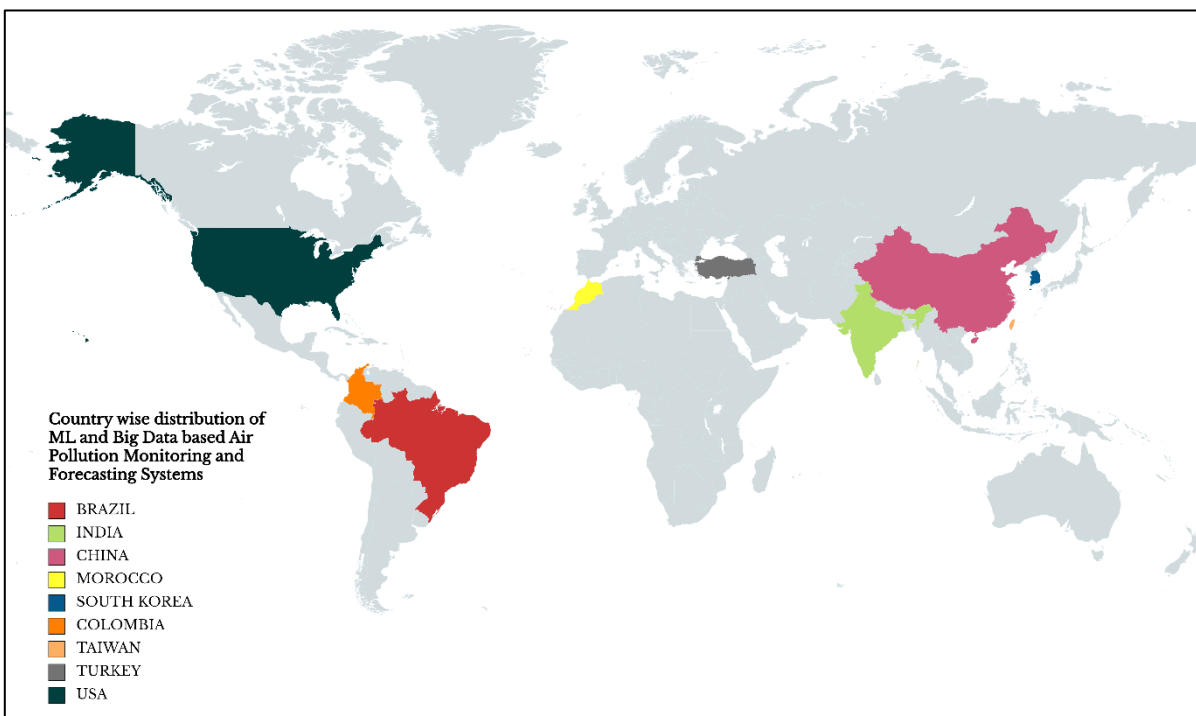 Country wise distribution of
ML and Big Data based Air
Pollution Monitoring and
Forecasting Systems
BRAZIL
INDIA
CHINA
MOROCCO
SOUTH KOREA
COLOMBIA
TAIWAN
TURKEY
USA